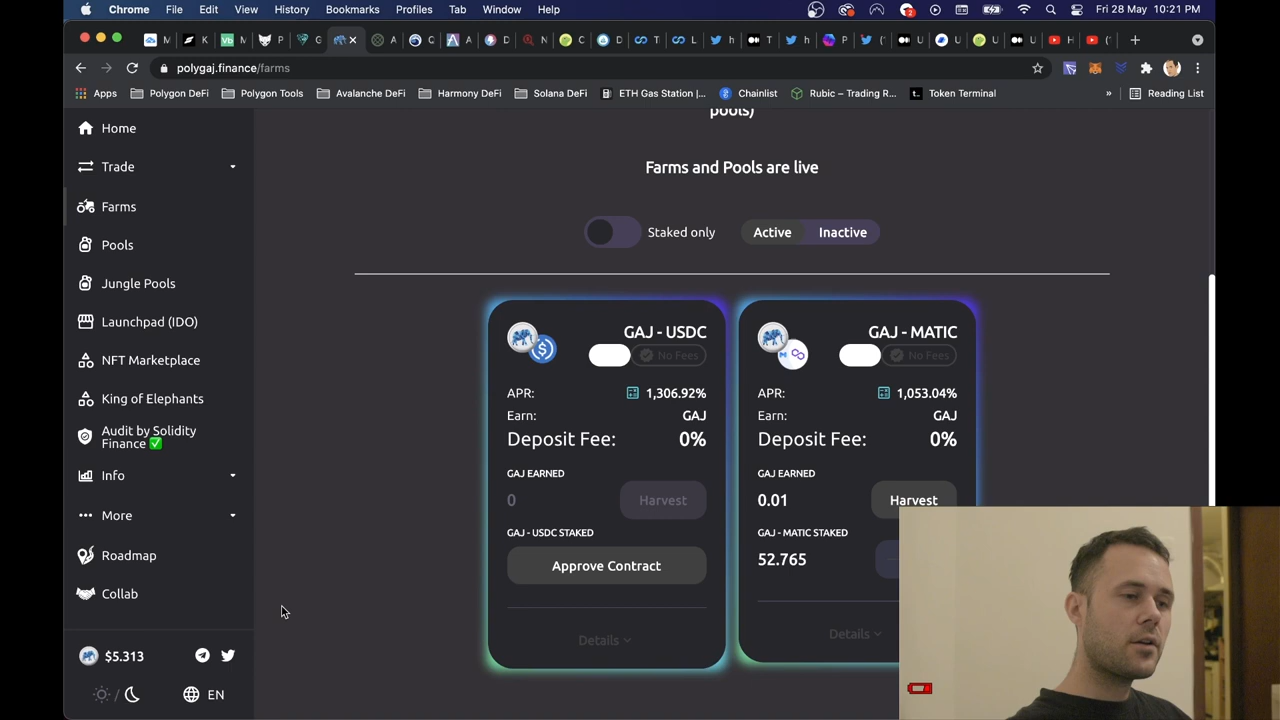 Chrome File Edit View History Bookmarks Profiles Tab Window Help Fri 28 May 10:21 PM
polygaj.finance/farms
Apps Polygon DeFi Polygon Tools Avalanche DeFi Harmony DeFi Solana DeFi ETH Gas Station |... Chainlist Rubic – Trading R... Token Terminal » Reading List
pools)
Farms and Pools are live
Staked only Active Inactive
Home
Trade
Farms
Pools
Jungle Pools
Launchpad (IDO)
NFT Marketplace
King of Elephants
Audit by Solidity
Finance ✅
Info
More
Roadmap
Collab
$5.313
/ EN
GAJ - USDC
No Fees
APR: 1,306.92%
Earn: GAJ
Deposit Fee: 0%
GAJ EARNED
0 Harvest
GAJ - USDC STAKED
Approve Contract
Details
GAJ - MATIC
No Fees
APR: 1,053.04%
Earn: GAJ
Deposit Fee: 0%
GAJ EARNED
0.01 Harvest
GAJ - MATIC STAKED
52.765
Details